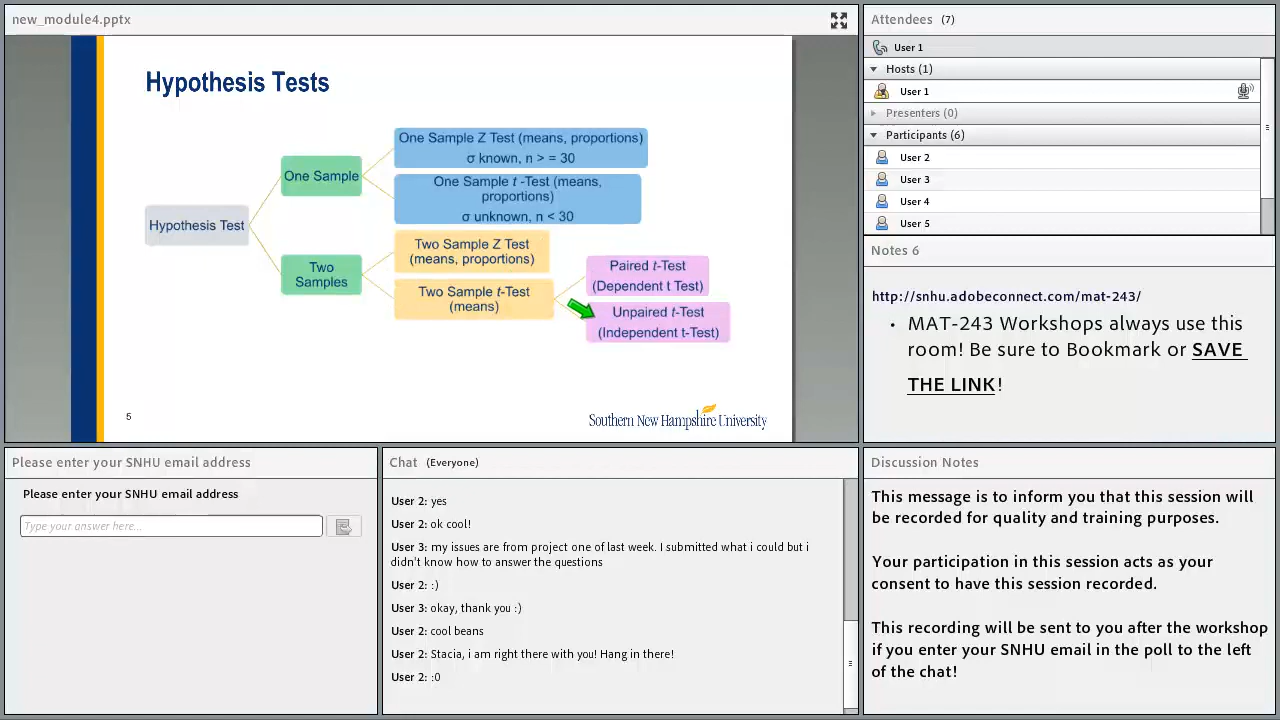 new_module4.pptx
Hypothesis Tests
One Sample Z Test (means, proportions)
σ known, n > = 30
One Sample
One Sample t -Test (means,
proportions)
σ unknown, n < 30
Hypothesis Test
Two Sample Z Test
(means, proportions)
Two
Samples
Two Sample t-Test
(means)
Paired t-Test
(Dependent t Test)
Unpaired t-Test
(Independent t-Test)
5
Southern New Hampshire University
Attendees (7)
User 1
Hosts (1)
User 1
Presenters (0)
Participants (6)
User 2
User 3
User 4
User 5
Notes 6
http://snhu.adobeconnect.com/mat-243/
• MAT-243 Workshops always use this
room! Be sure to Bookmark or SAVE
THE LINK!
Please enter your SNHU email address
Please enter your SNHU email address
Type your answer here...
Chat (Everyone)
User 2: yes
User 2: ok cool!
User 3: my issues are from project one of last week. I submitted what i could but i
didn't know how to answer the questions
User 2: :)
User 3: okay, thank you :)
User 2: cool beans
User 2: Stacia, i am right there with you! Hang in there!
User 2: :0
Discussion Notes
This message is to inform you that this session will
be recorded for quality and training purposes.
Your participation in this session acts as your
consent to have this session recorded.
This recording will be sent to you after the workshop
if you enter your SNHU email in the poll to the left
of the chat!